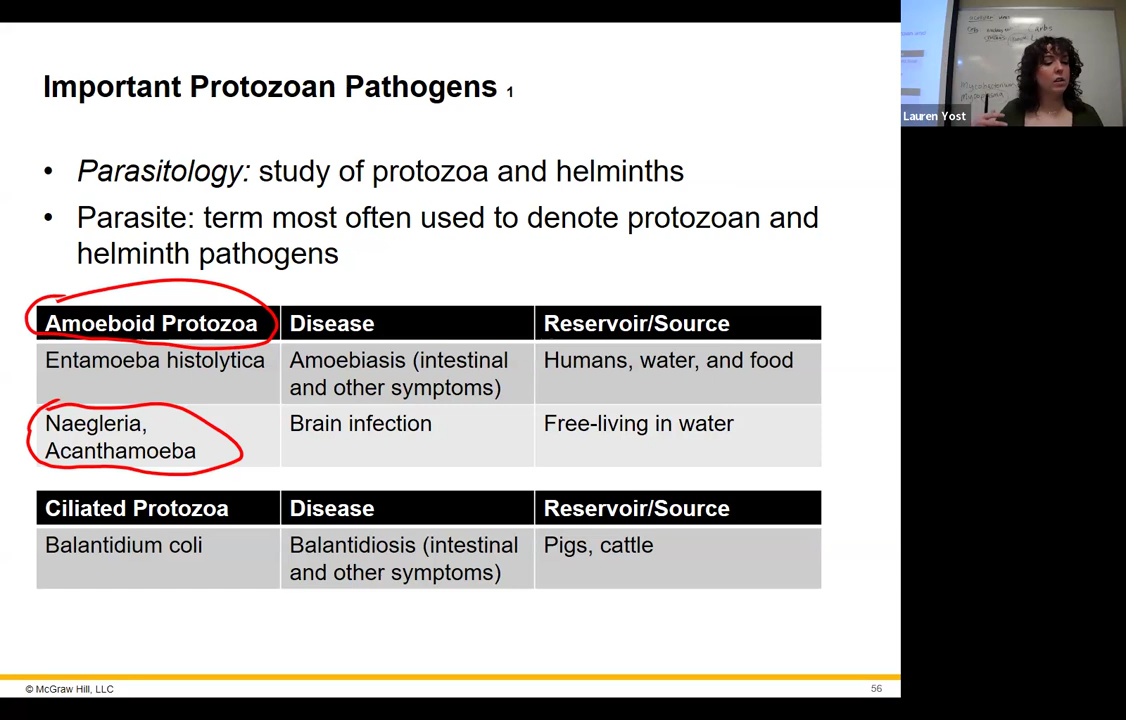 Important Protozoan Pathogens 1
• Parasitology: study of protozoa and helminths
• Parasite: term most often used to denote protozoan and
helminth pathogens
Amoeboid Protozoa Disease Reservoir/Source
Entamoeba histolytica Amoebiasis (intestinal Humans, water, and food
and other symptoms)
Naegleria, Brain infection Free-living in water
Acanthamoeba
Ciliated Protozoa Disease Reservoir/Source
Balantidium coli Balantidiosis (intestinal Pigs, cattle
and other symptoms)
© McGraw Hill, LLC 56
Carbs
Mycobacterium
Mycoplasma
Lauren Yost